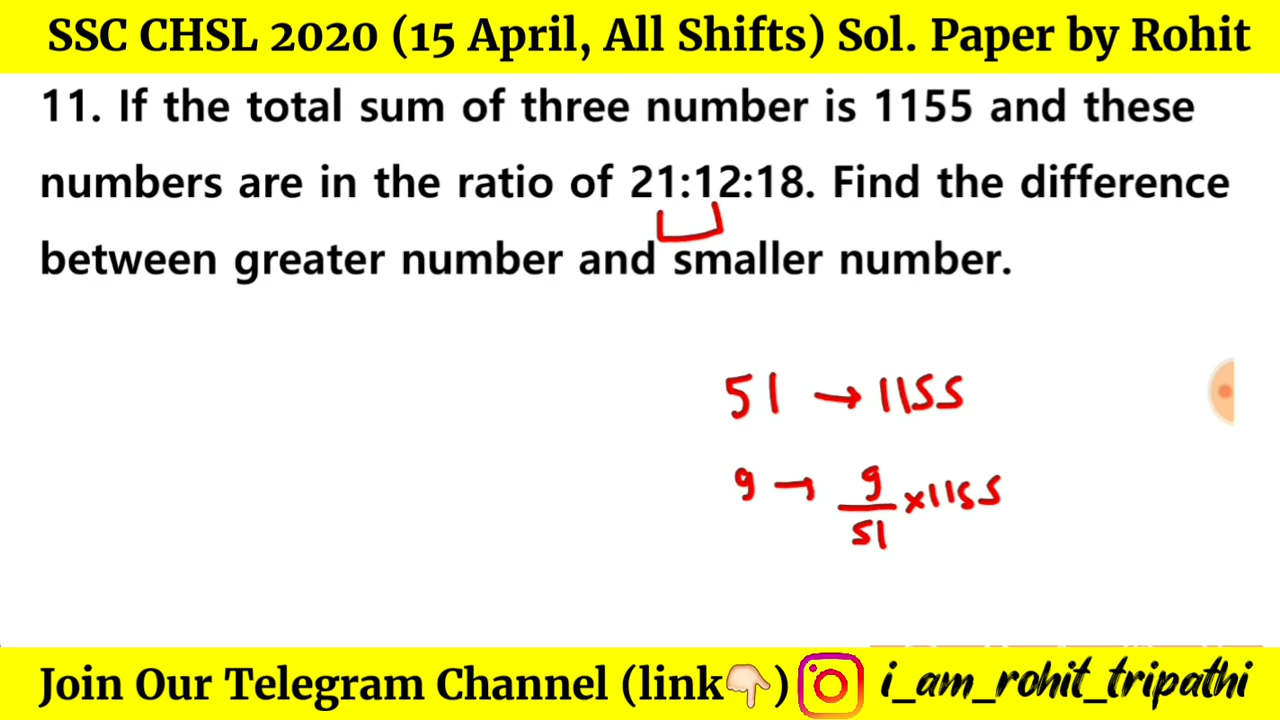 SSC CHSL 2020 (15 April, All Shifts) Sol. Paper by Rohit
11. If the total sum of three number is 1155 and these
numbers are in the ratio of 21:12:18. Find the difference
between greater number and smaller number.
51 → 1155
9 → 9/51 × 1155
Join Our Telegram Channel (link👇🏻) i_am_rohit_tripathi